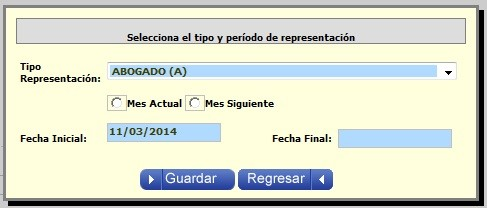 Selecciona el tipo y período de representación
Tipo
Representación:
ABOGADO (A)
Mes Actual Mes Siguiente
Fecha Inicial: 11/03/2014 Fecha Final:
Guardar Regresar